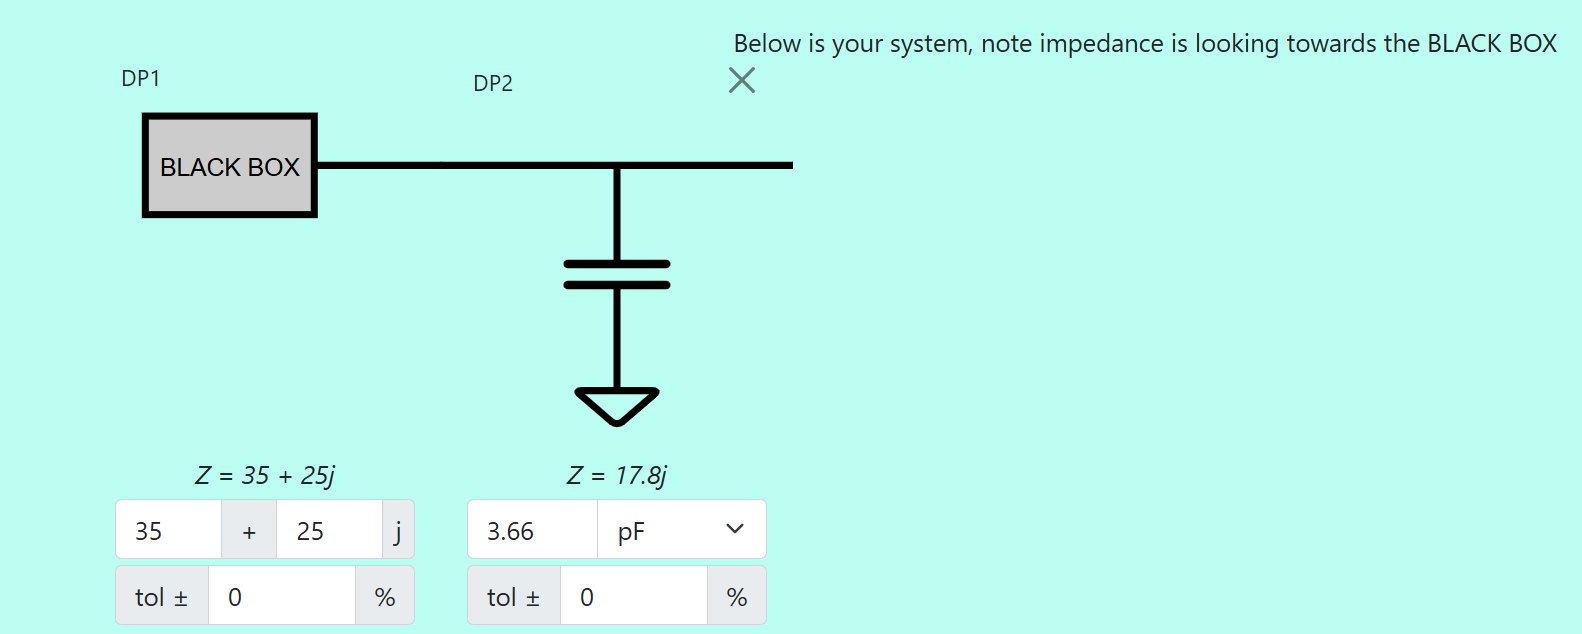 Below is your system, note impedance is looking towards the BLACK BOX
DP1
DP2
BLACK BOX
Z = 35 + 25j
Z = 17.8j
35 + 25 j
3.66 pF
tol ± 0 %
tol ± 0 %